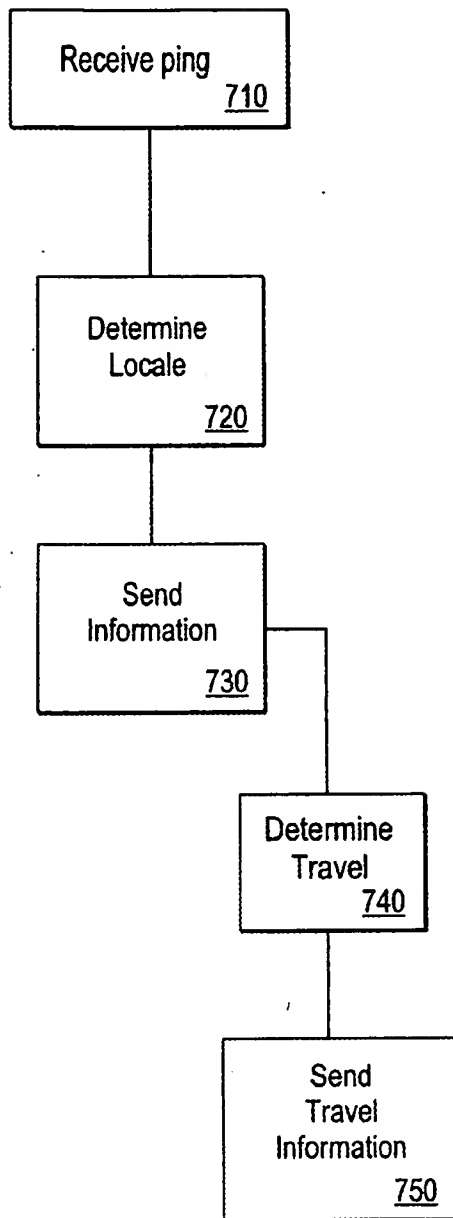 Receive ping
710
Determine
Locale
720
Send
Information
730
Determine
Travel
740
Send
Travel
Information
750